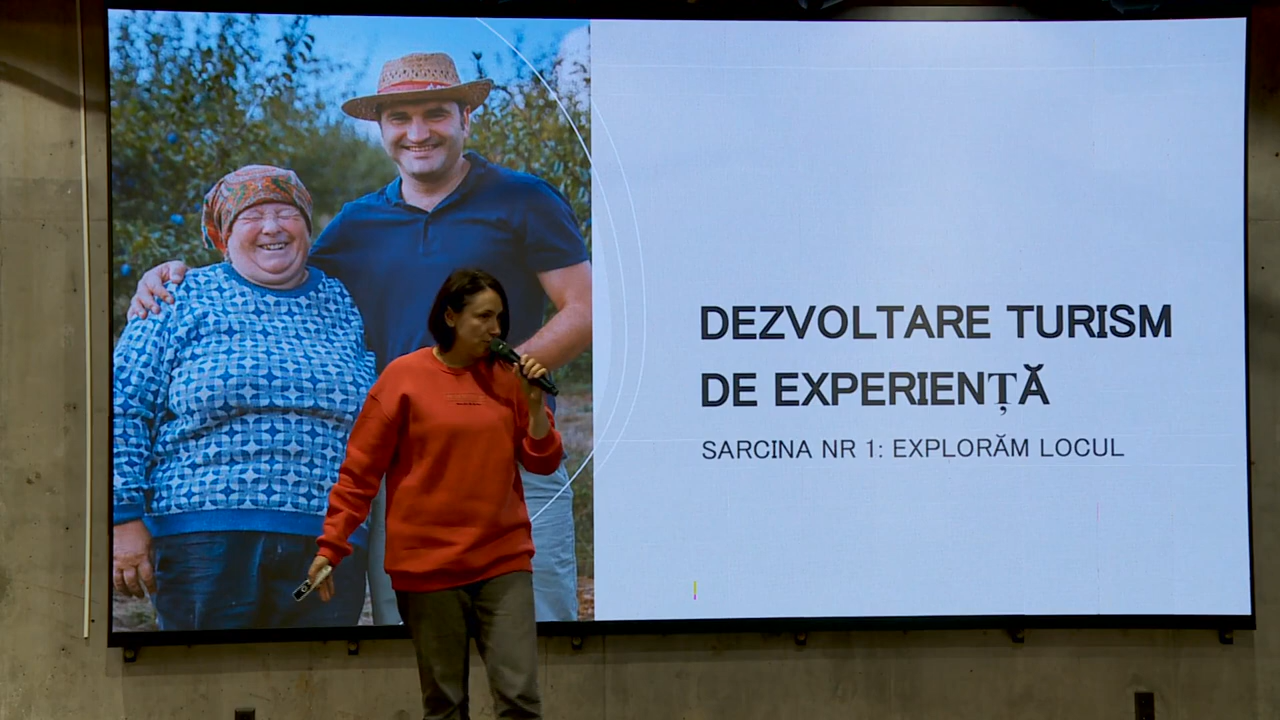 DEZVOLTARE TURISM
DE EXPERIENȚĂ
SARCINA NR 1: EXPLORĂM LOCUL